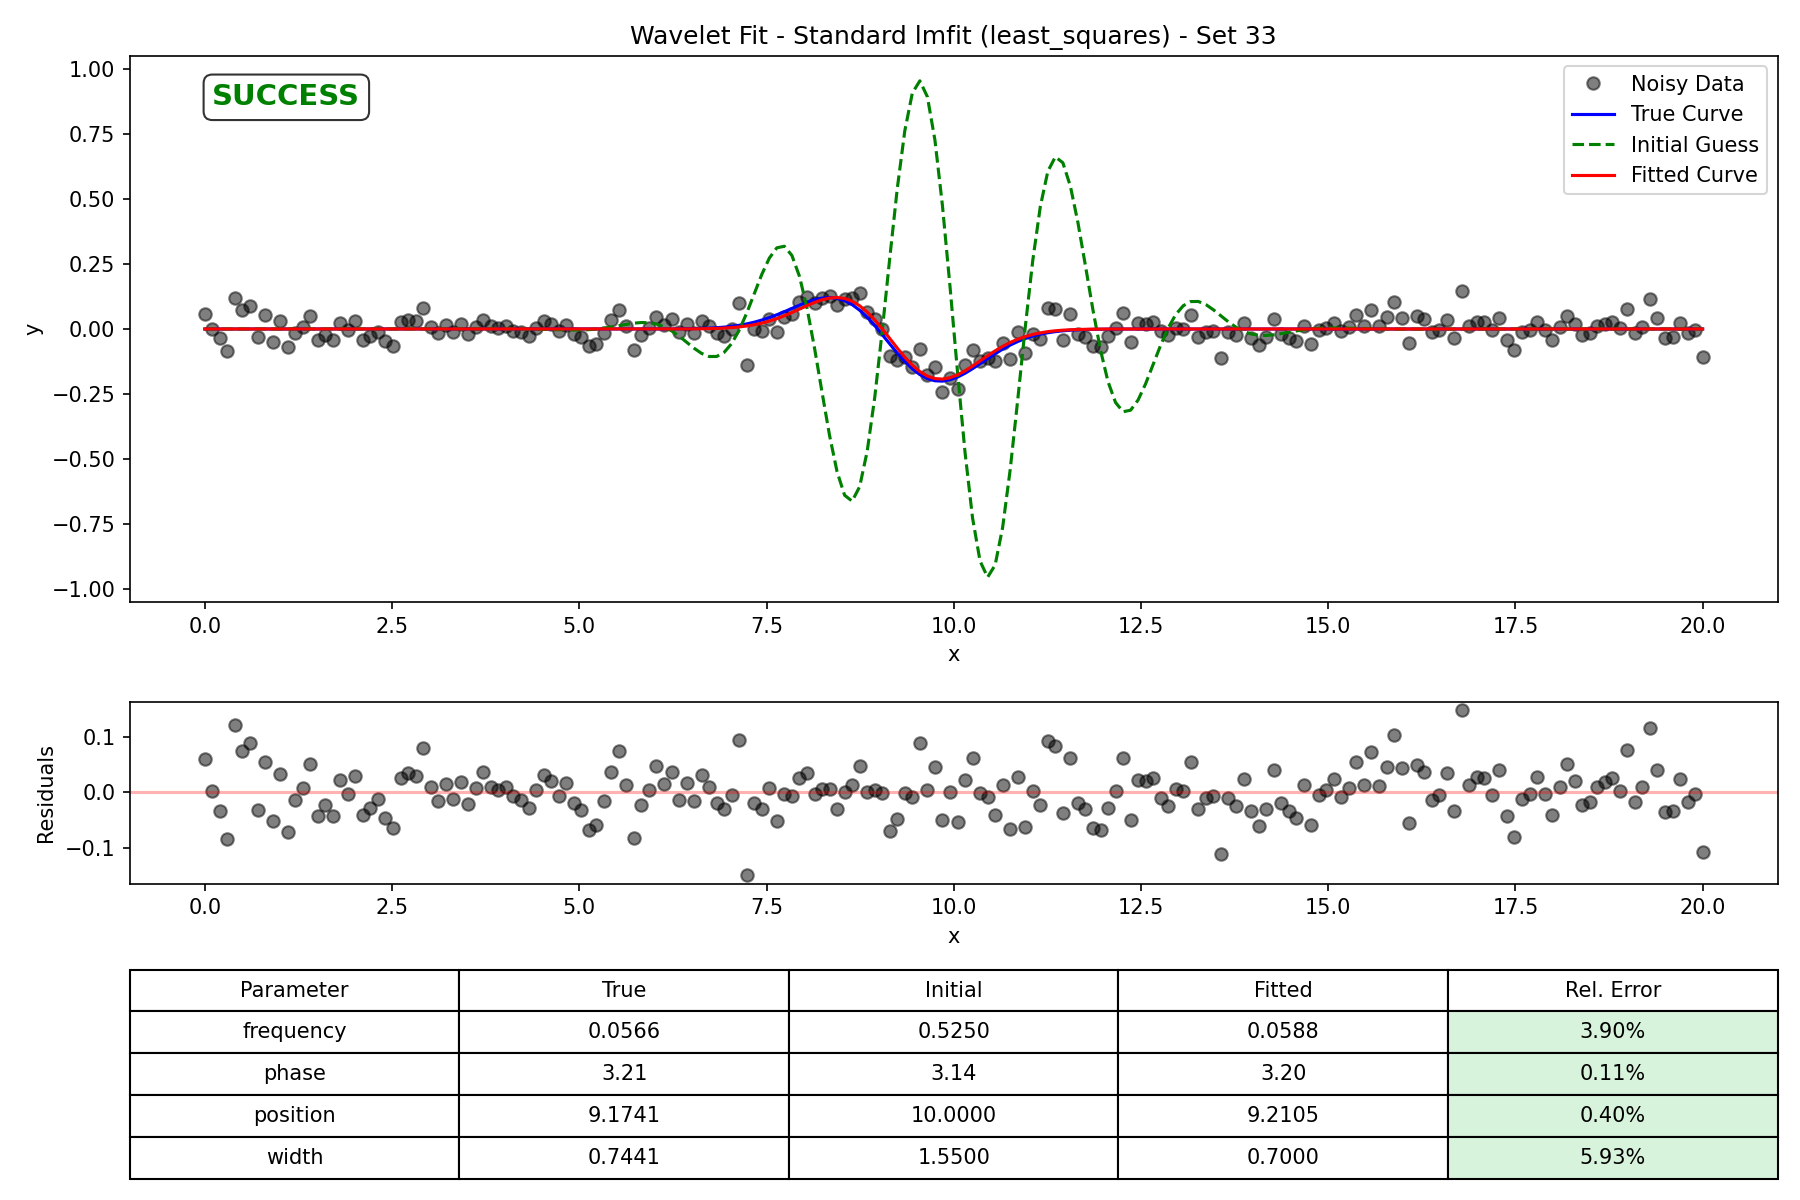 Wavelet Fit - Standard lmfit (least_squares) - Set 33
SUCCESS
Noisy Data
True Curve
Initial Guess
Fitted Curve
1.00
0.75
0.50
0.25
0.00
−0.25
−0.50
−0.75
−1.00
y
0.0 2.5 5.0 7.5 10.0 12.5 15.0 17.5 20.0
x
0.1
0.0
−0.1
Residuals
0.0 2.5 5.0 7.5 10.0 12.5 15.0 17.5 20.0
x
Parameter True Initial Fitted Rel. Error
frequency 0.0566 0.5250 0.0588 3.90%
phase 3.21 3.14 3.20 0.11%
position 9.1741 10.0000 9.2105 0.40%
width 0.7441 1.5500 0.7000 5.93%